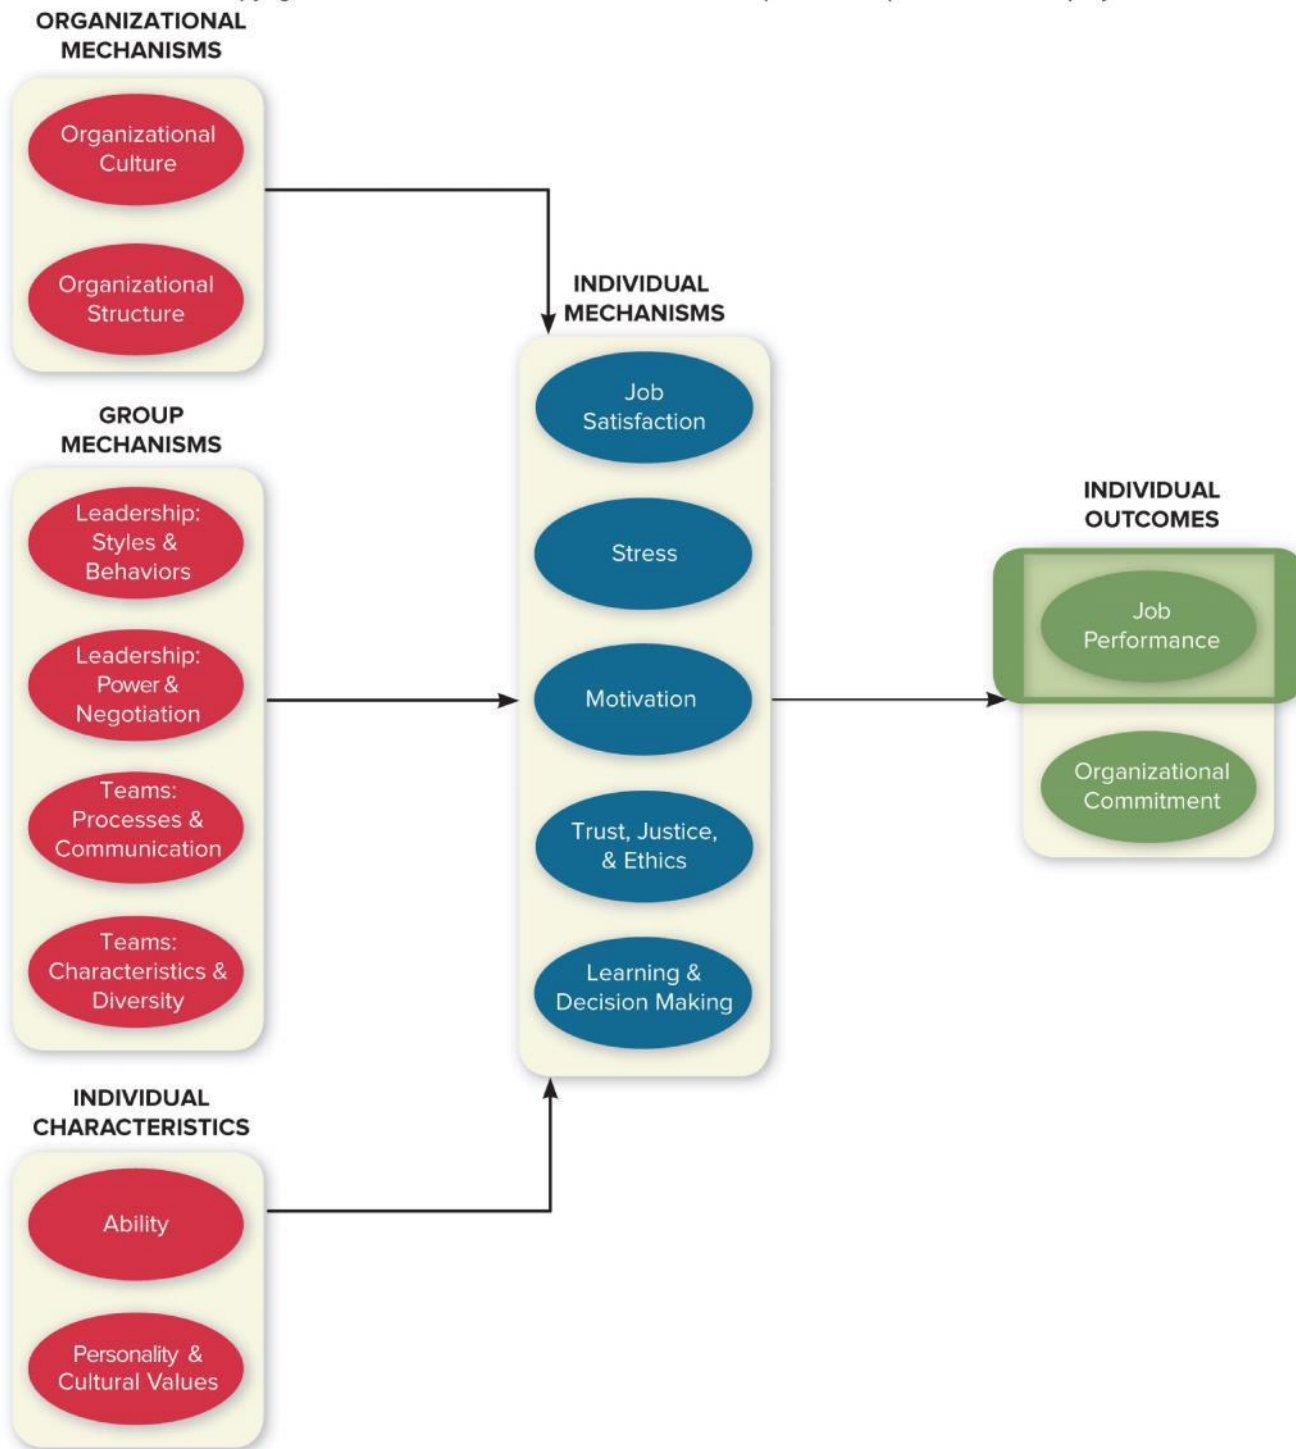 ORGANIZATIONAL
MECHANISMS
Organizational
Culture
Organizational
Structure
GROUP
MECHANISMS
Leadership:
Styles &
Behaviors
Leadership:
Power &
Negotiation
Teams:
Processes &
Communication
Teams:
Characteristics &
Diversity
INDIVIDUAL
CHARACTERISTICS
Ability
Personality &
Cultural Values
INDIVIDUAL
MECHANISMS
Job
Satisfaction
Stress
Motivation
Trust, Justice,
& Ethics
Learning &
Decision Making
INDIVIDUAL
OUTCOMES
Job
Performance
Organizational
Commitment